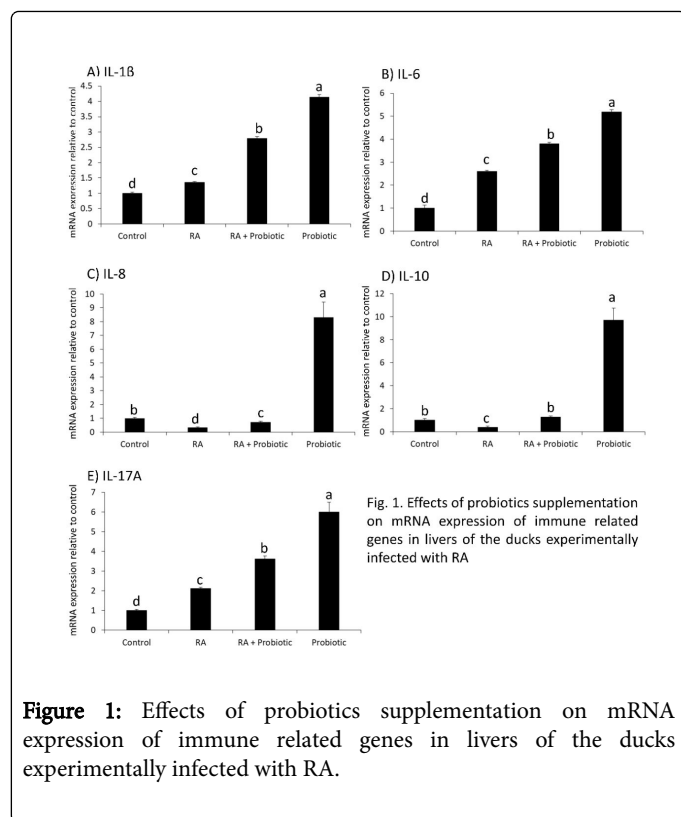 A) IL-1ß
mRNA expression relative to control
4.5
4
3.5
3
2.5
2
1.5
1
0.5
0
d
c
b
a
Control RA RA + Probiotic Probiotic
B) IL-6
mRNA expression relative to control
6
5
4
3
2
1
0
d
c
b
a
Control RA RA + Probiotic Probiotic
C) IL-8
mRNA expression relative to control
10
9
8
7
6
5
4
3
2
1
0
b
d
c
a
Control RA RA + Probiotic Probiotic
D) IL-10
mRNA expression relative to control
12
10
8
6
4
2
0
b
c
b
a
Control RA RA + Probiotic Probiotic
E) IL-17A
mRNA expression relative to control
7
6
5
4
3
2
1
0
d
c
b
a
Control RA RA + Probiotic Probiotic
Fig. 1. Effects of probiotics supplementation
on mRNA expression of immune related
genes in livers of the ducks experimentally
infected with RA
Figure 1: Effects of probiotics supplementation on mRNA
expression of immune related genes in livers of the ducks
experimentally infected with RA.